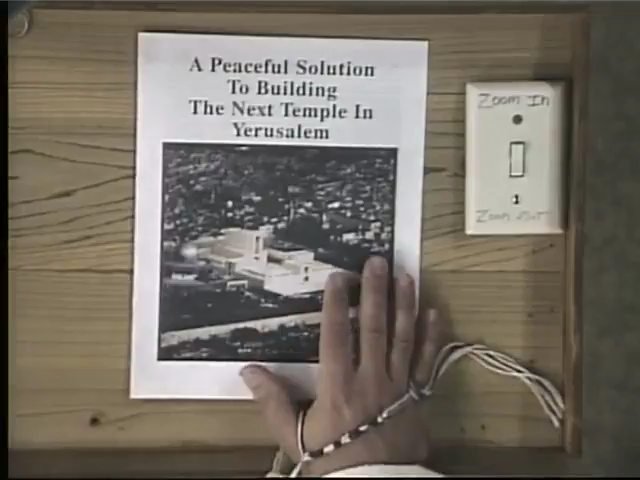 A Peaceful Solution
To Building
The Next Temple In
Yerusalem
Zoom In
Zoom Out